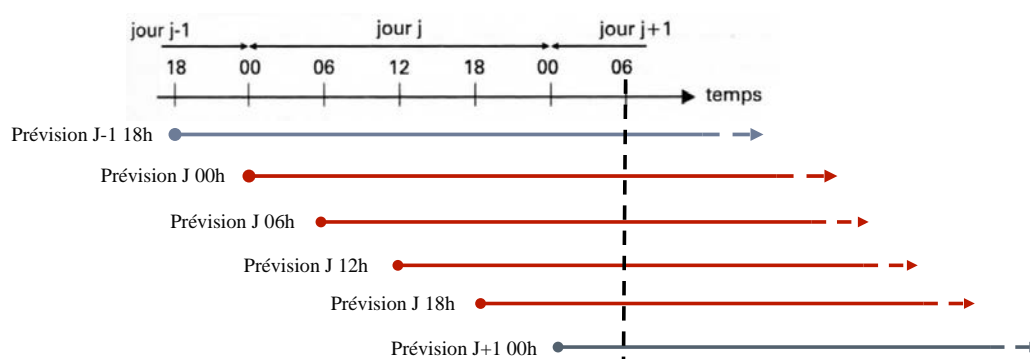 jour j-1 jour j jour j+1
18 00 06 12 18 00 06
temps
Prévision J-1 18h
Prévision J 00h
Prévision J 06h
Prévision J 12h
Prévision J 18h
Prévision J+1 00h